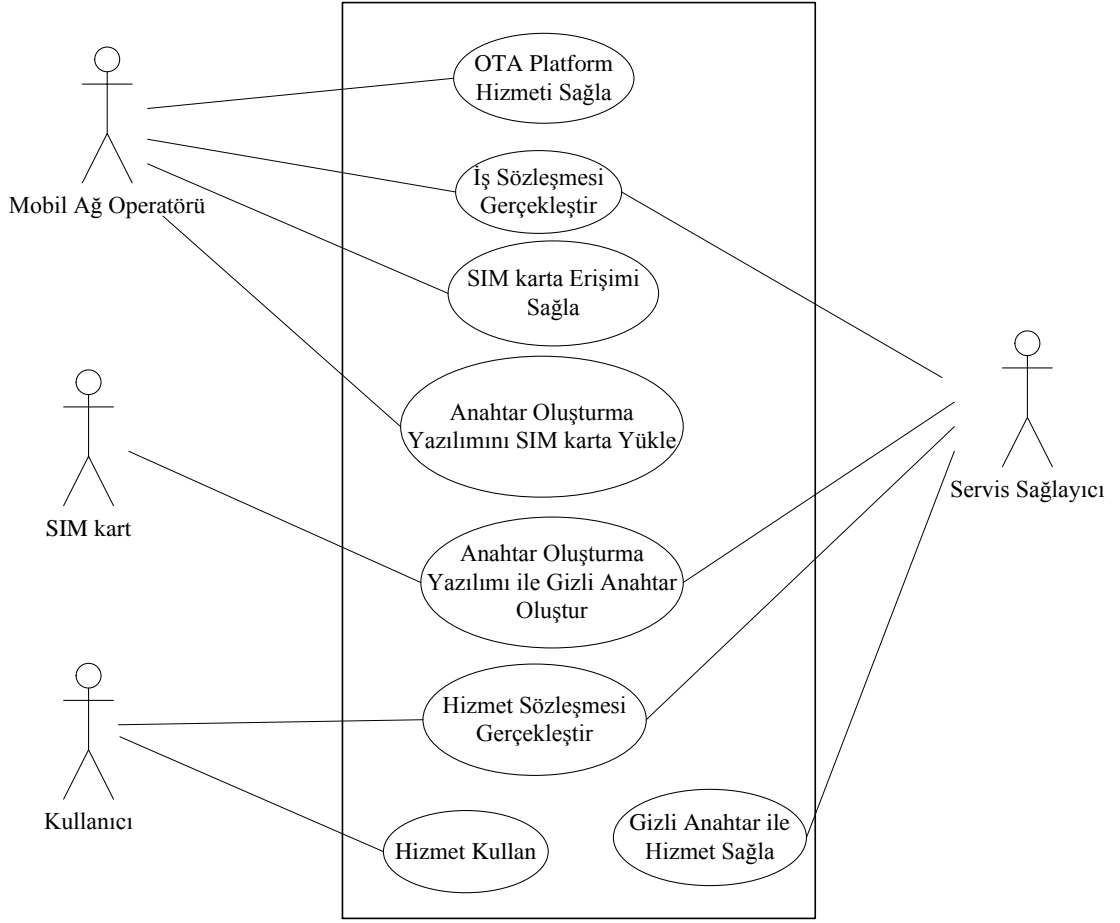 OTA Platform
Hizmeti Sağla
İş Sözleşmesi
Gerçekleştir
Mobil Ağ Operatörü
SIM karta Erişimi
Sağla
Anahtar Oluşturma
Yazılımını SIM karta Yükle
Servis Sağlayıcı
SIM kart
Anahtar Oluşturma
Yazılımı ile Gizli Anahtar
Oluştur
Hizmet Sözleşmesi
Gerçekleştir
Kullanıcı
Hizmet Kullan
Gizli Anahtar ile
Hizmet Sağla